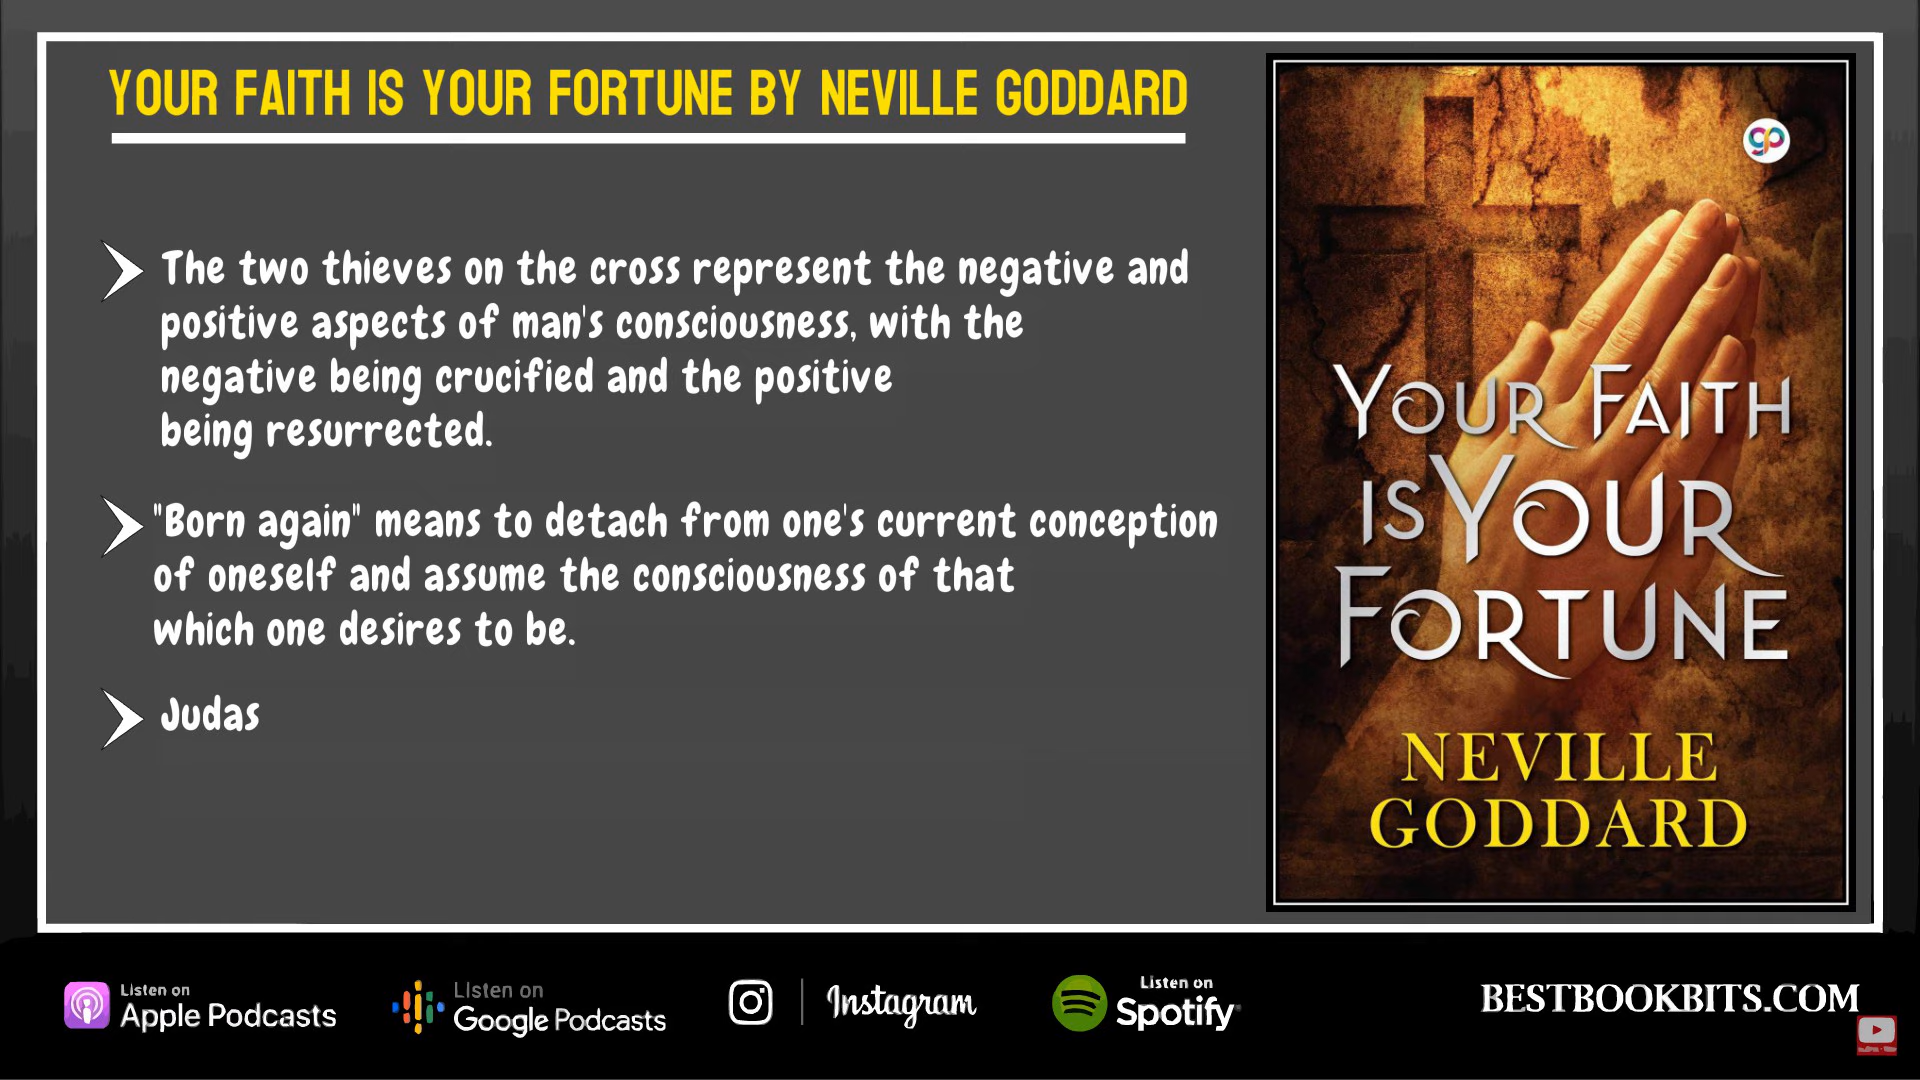 YOUR FAITH IS YOUR FORTUNE BY NEVILLE GODDARD
The two thieves on the cross represent the negative and
positive aspects of man's consciousness, with the
negative being crucified and the positive
being resurrected.
"Born again" means to detach from one's current conception
of oneself and assume the consciousness of that
which one desires to be.
Judas
gp
YOUR FAITH
IS YOUR
FORTUNE
NEVILLE
GODDARD
Listen on
Apple Podcasts
Listen on
Google Podcasts
Instagram
Listen on
Spotify
BESTBOOKBITS.COM